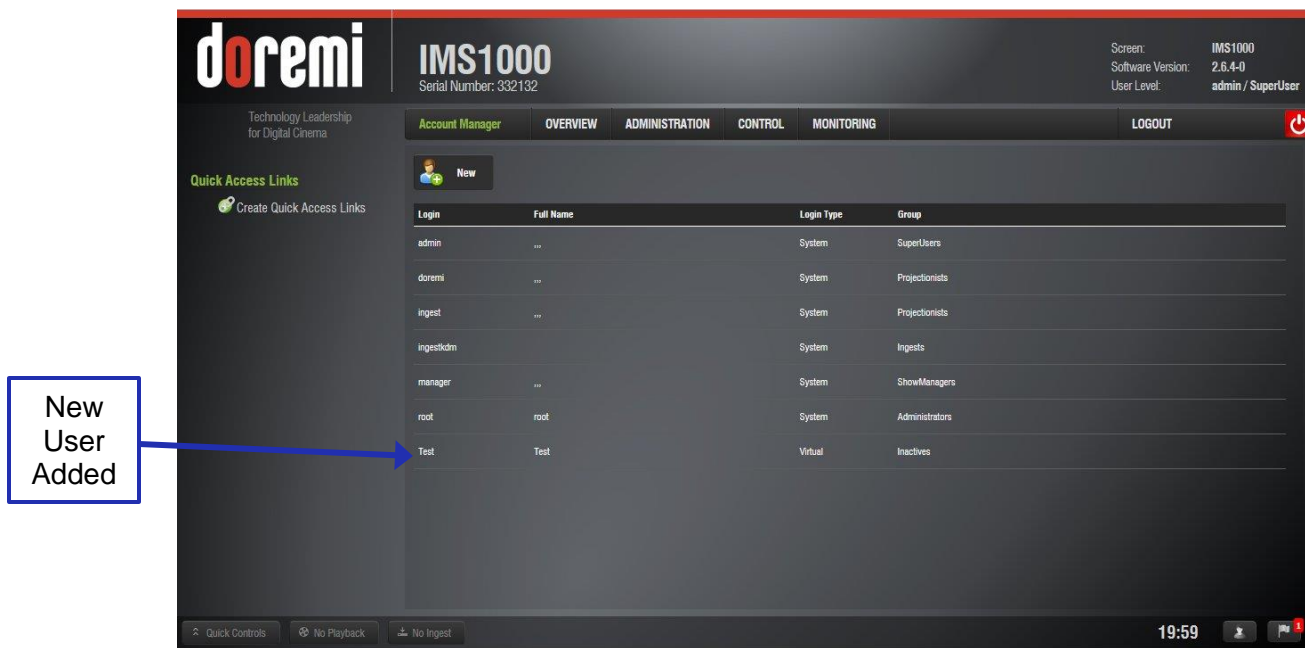 doremi
IMS1000
Serial Number: 332132
Screen: IMS1000
Software Version: 2.6.4-0
User Level: admin / SuperUser
Technology Leadership
for Digital Cinema
Account Manager OVERVIEW ADMINISTRATION CONTROL MONITORING LOGOUT
Quick Access Links
Create Quick Access Links
New
Login Full Name Login Type Group
admin ,,, System SuperUsers
doremi ,,, System Projectionists
ingest ,,, System Projectionists
ingestkdm System Ingests
manager ,,, System ShowManagers
root root System Administrators
Test Test Virtual Inactives
New
User
Added
Quick Controls No Playback No Ingest 19:59 1